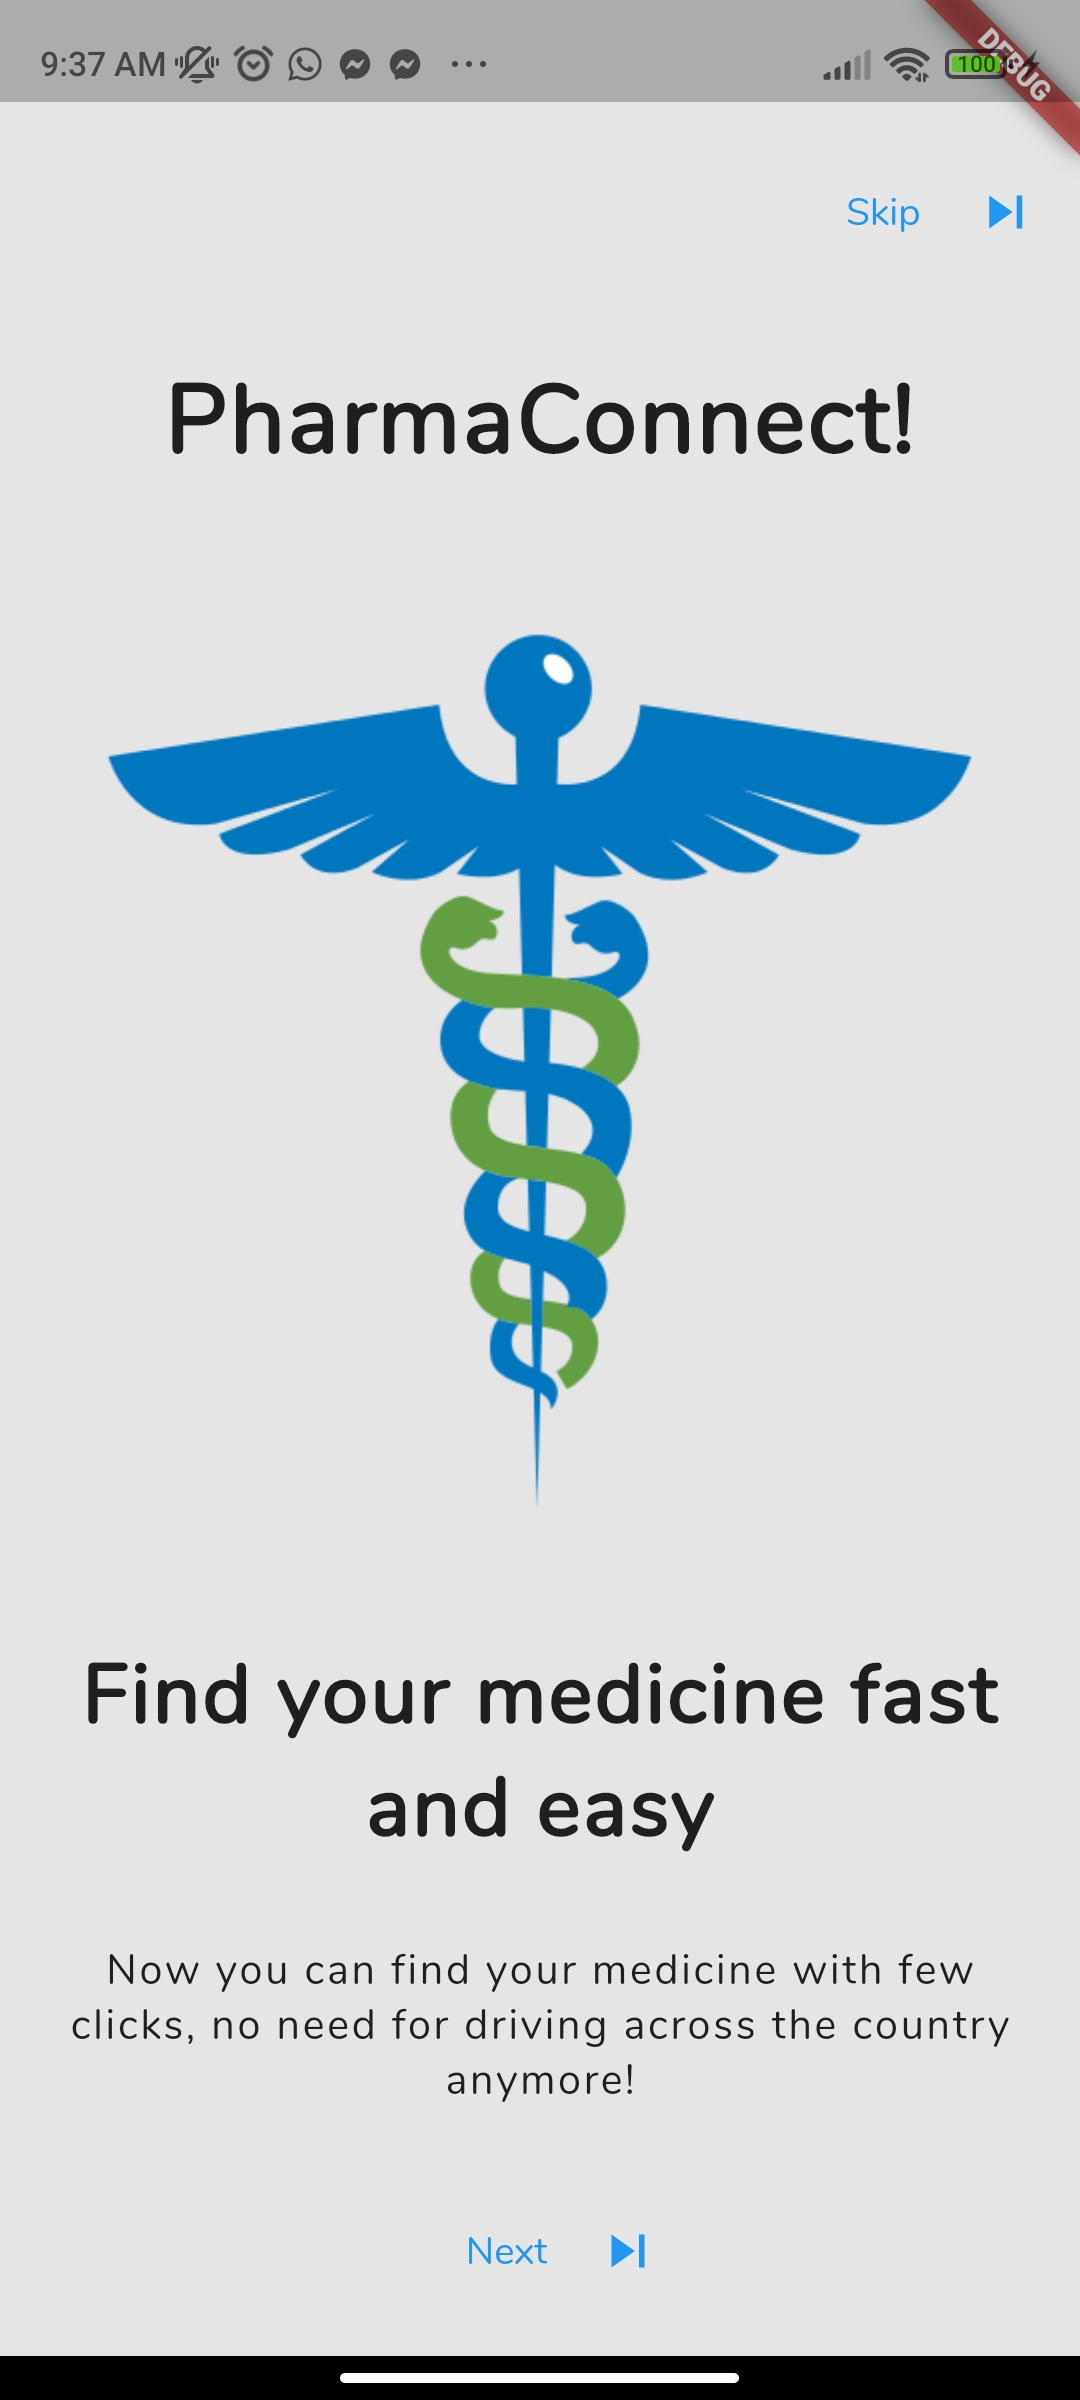 9:37 AM
100
DEBUG
Skip
PharmaConnect!
Find your medicine fast
and easy
Now you can find your medicine with few
clicks, no need for driving across the country
anymore!
Next